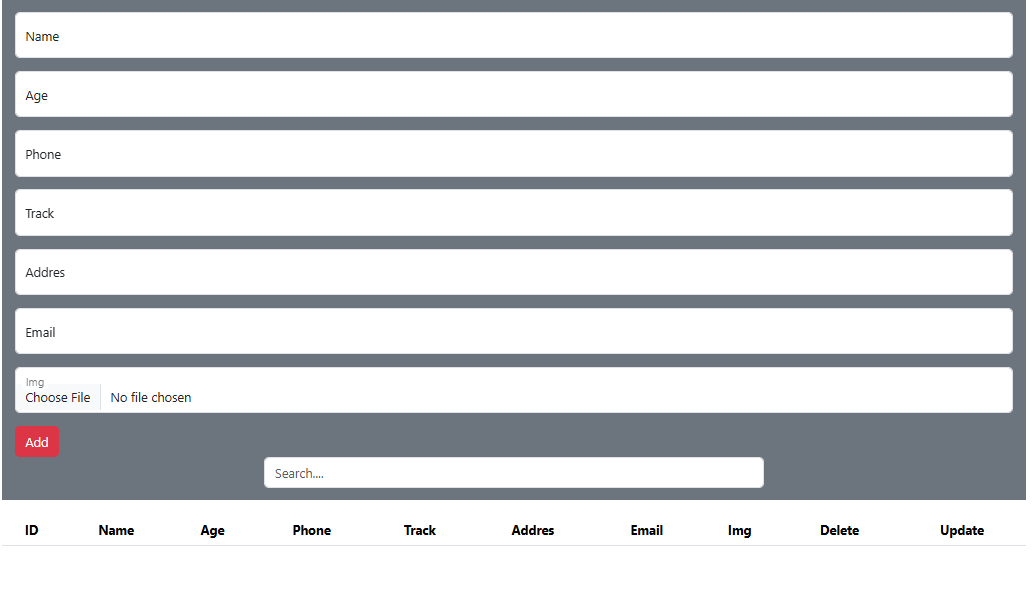 Name
Age
Phone
Track
Addres
Email
Img
Choose File No file chosen
Add
Search....
ID Name Age Phone Track Addres Email Img Delete Update